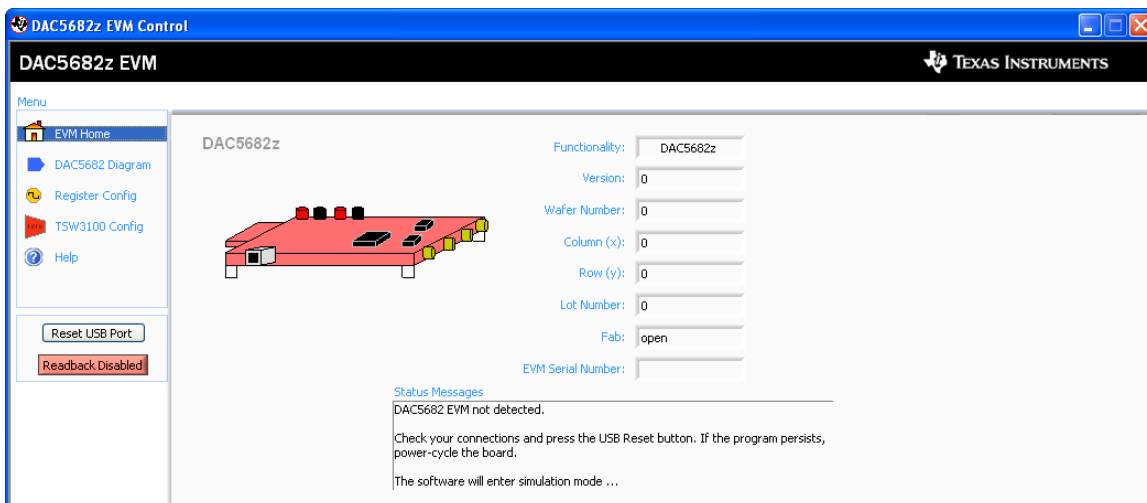 DAC5682z EVM Control
DAC5682z EVM
TEXAS INSTRUMENTS
Menu
EVM Home
DAC5682 Diagram
Register Config
TSW3100 Config
Help
Reset USB Port
Readback Disabled
DAC5682z
Functionality: DAC5682z
Version: 0
Wafer Number: 0
Column (x): 0
Row (y): 0
Lot Number: 0
Fab: open
EVM Serial Number:
Status Messages
DAC5682 EVM not detected.
Check your connections and press the USB Reset button. If the program persists,
power-cycle the board.
The software will enter simulation mode ...